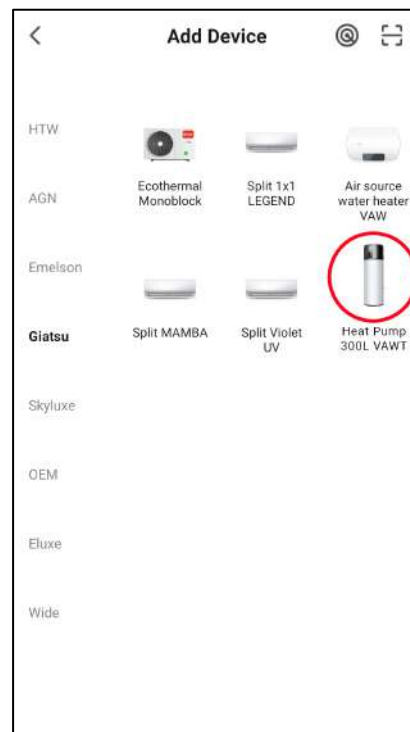 Add Device
HTW
AGN
Emelson
Giatsu
Skyluxe
OEM
Eluxe
Wide
Ecothermal
Monoblock
Split 1x1
LEGEND
Air source
water heater
VAW
Split MAMBA
Split Violet
UV
Heat Pump
300L VAWT